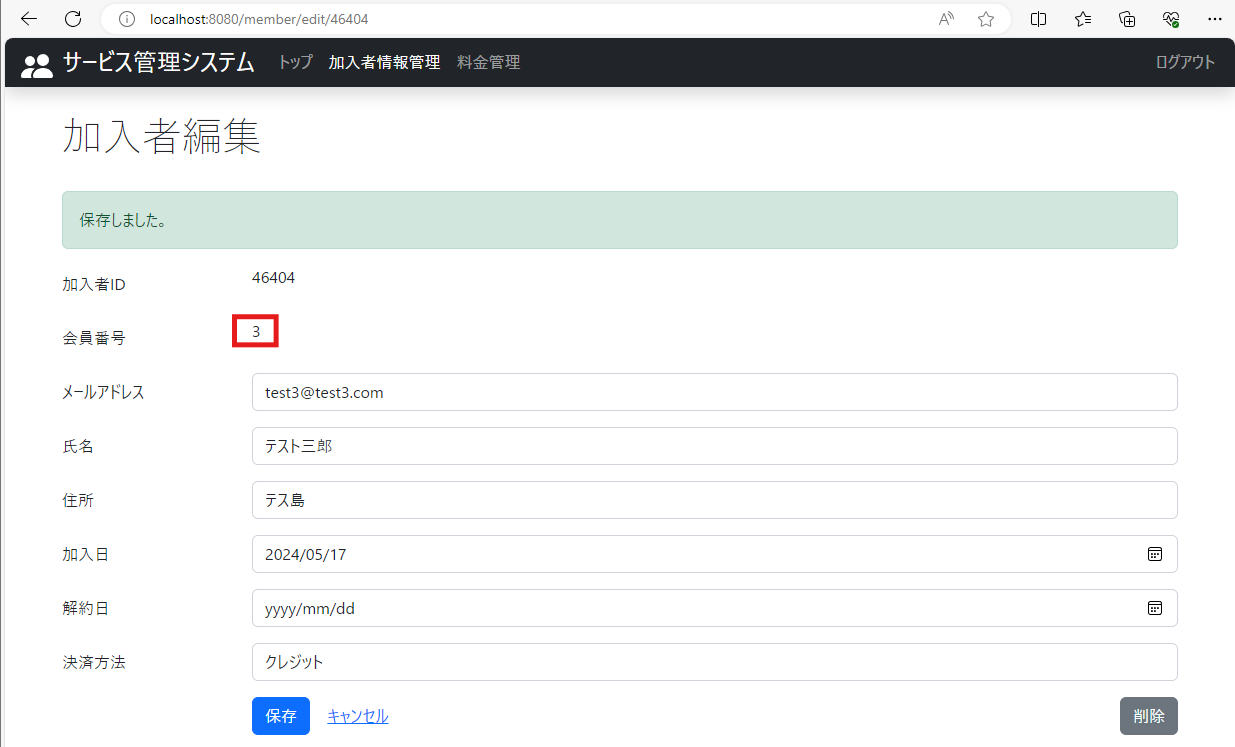 localhost:8080/member/edit/46404
サービス管理システム トップ 加入者情報管理 料金管理 ログアウト
加入者編集
保存しました。
加入者ID 46404
会員番号 3
メールアドレス test3@test3.com
氏名 テスト三郎
住所 テス島
加入日 2024/05/17
解約日 yyyy/mm/dd
決済方法 クレジット
保存 キャンセル 削除